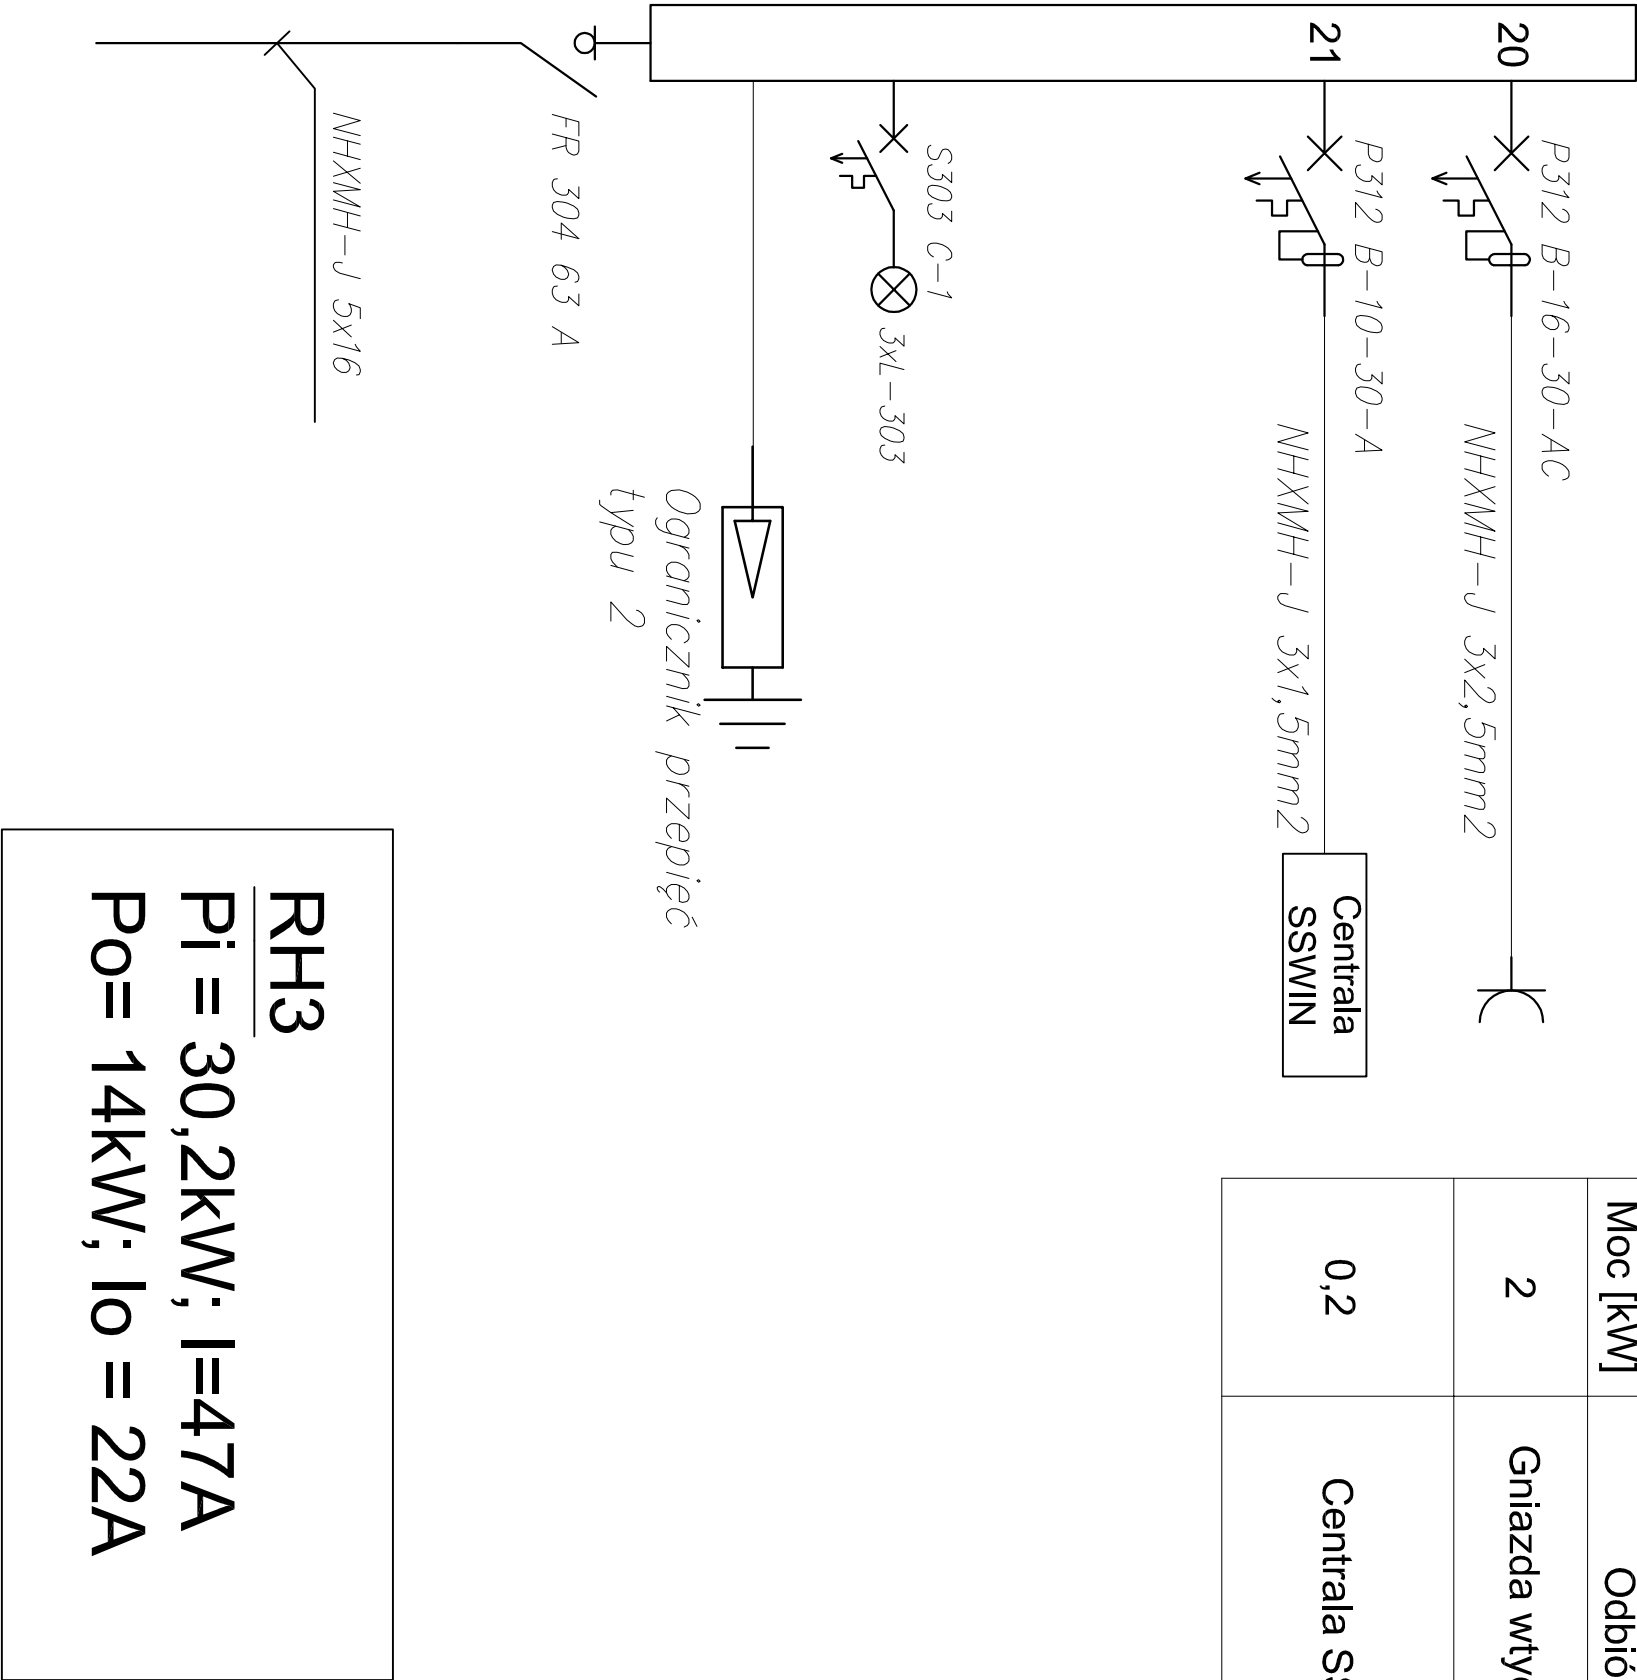 20
P312 B-16-30-AC
NHXMH-J 3x2,5mm2
Moc [kW]
2
Gniazda
21
P312 B-10-30-A
NHXMH-J 3x1,5mm2
Centrala
SSWIN
0,2
Centrala
S303 C-1
3xL-303
Ogranicznik przepięć
typu 2
FR 304 63 A
NHXMH-J 5x16
RH3
Pi = 30,2kW; I=47A
Po= 14kW; Io = 22A